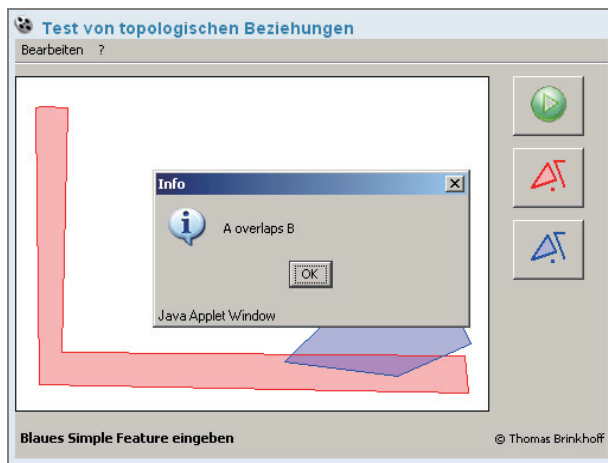 Test von topologischen Beziehungen
Bearbeiten ?
Info
A overlaps B
OK
Java Applet Window
Blaues Simple Feature eingeben
© Thomas Brinkhoff